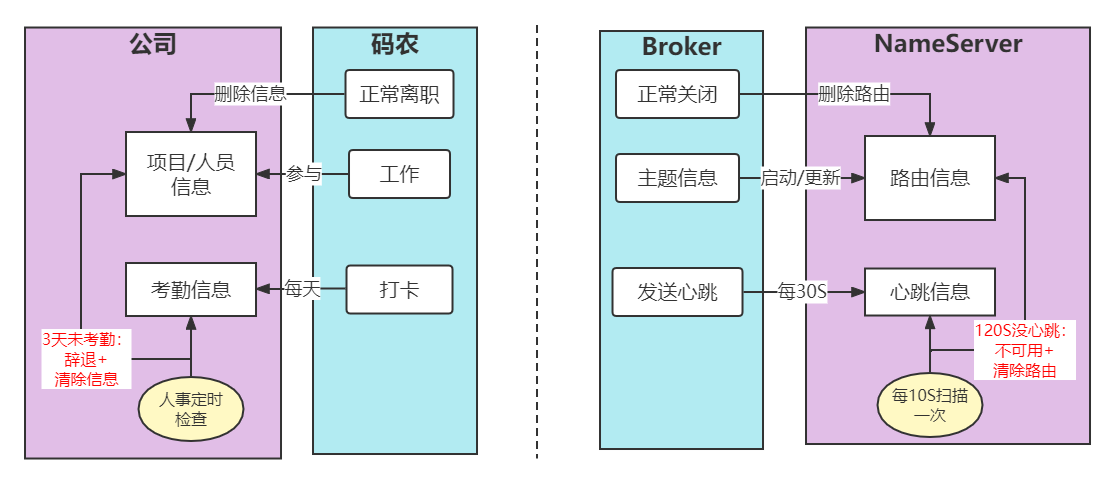 公司
码农
删除信息
正常离职
项目/人员
信息
参与
工作
考勤信息
每天
打卡
3天未考勤：
辞退+
清除信息
人事定时
检查
Broker
NameServer
正常关闭
删除路由
主题信息
启动/更新
路由信息
发送心跳
每30S
心跳信息
120S没心跳：
不可用+
清除路由
每10S扫描
一次